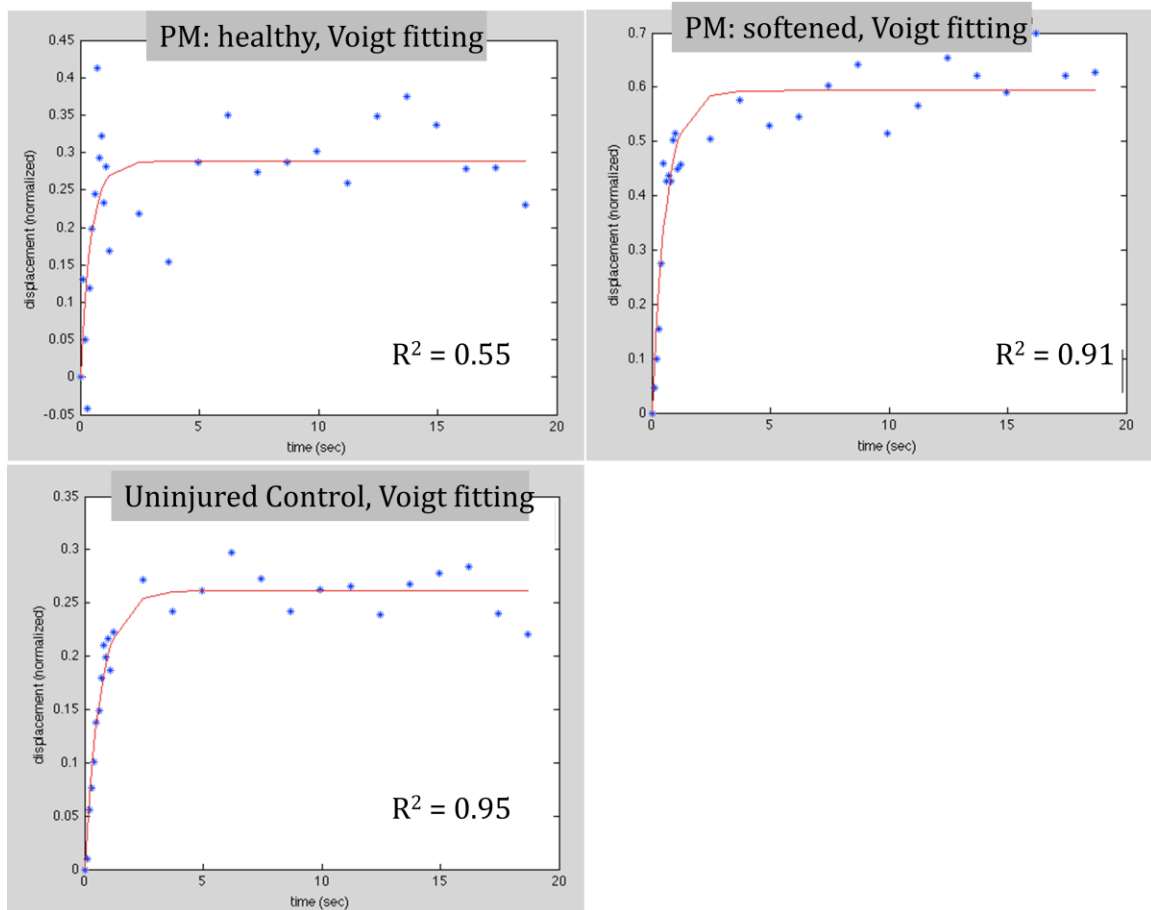 PM: healthy, Voigt fitting
0.45
0.4
0.35
0.3
0.25
0.2
0.15
0.1
0.05
0
-0.05
displacement (normalized)
R² = 0.55
0 5 10 15 20
time (sec)
PM: softened, Voigt fitting
0.7
0.6
0.5
0.4
0.3
0.2
0.1
0
displacement (normalized)
R² = 0.91
0 5 10 15 20
time (sec)
Uninjured Control, Voigt fitting
0.35
0.3
0.25
0.2
0.15
0.1
0.05
0
displacement (normalized)
R² = 0.95
0 5 10 15 20
time (sec)